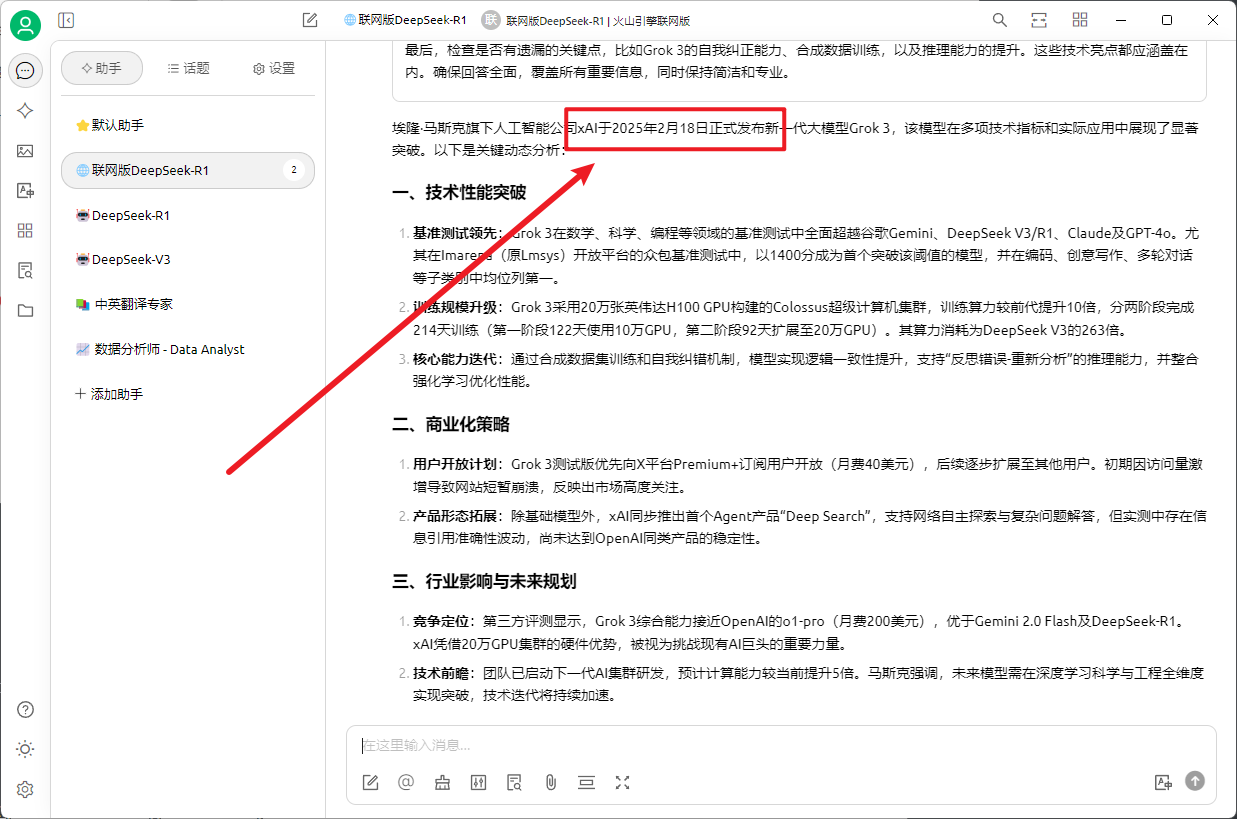 联网版DeepSeek-R1
联 联网版DeepSeek-R1 | 火山引擎联网版
助手
话题
设置
默认助手
联网版DeepSeek-R1 2
DeepSeek-R1
DeepSeek-V3
中英翻译专家
数据分析师 - Data Analyst
添加助手
最后，检查是否有遗漏的关键点，比如Grok 3的自我纠正能力、合成数据训练，以及推理能力的提升。这些技术亮点都应涵盖在
内。确保回答全面，覆盖所有重要信息，同时保持简洁和专业。
埃隆·马斯克旗下人工智能公司xAI于2025年2月18日正式发布新一代大模型Grok 3，该模型在多项技术指标和实际应用中展现了显著
突破。以下是关键动态分析：
一、技术性能突破
1. 基准测试领先：Grok 3在数学、科学、编程等领域的基准测试中全面超越谷歌Gemini、DeepSeek V3/R1、Claude及GPT-4o。尤
其在lmarena（原Lmsys）开放平台的众包基准测试中，以1400分成为首个突破该阈值的模型，并在编码、创意写作、多轮对话
等子类别中均位列第一。
2. 训练规模升级：Grok 3采用20万张英伟达H100 GPU构建的Colossus超级计算机集群，训练算力较前代提升10倍，分两阶段完成
214天训练（第一阶段122天使用10万GPU，第二阶段92天扩展至20万GPU）。其算力消耗为DeepSeek V3的263倍。
3. 核心能力迭代：通过合成数据集训练和自我纠错机制，模型实现逻辑一致性提升，支持“反思错误-重新分析”的推理能力，并整合
强化学习优化性能。
二、商业化策略
1. 用户开放计划：Grok 3测试版优先向X平台Premium+订阅用户开放（月费40美元），后续逐步扩展至其他用户。初期因访问量激
增导致网站短暂崩溃，反映出市场高度关注。
2. 产品形态拓展：除基础模型外，xAI同步推出首个Agent产品“Deep Search”，支持网络自主探索与复杂问题解答，但实测中存在信
息引用准确性波动，尚未达到OpenAI同类产品的稳定性。
三、行业影响与未来规划
1. 竞争定位：第三方评测显示，Grok 3综合能力接近OpenAI的o1-pro（月费200美元），优于Gemini 2.0 Flash及DeepSeek-R1。
xAI凭借20万GPU集群的硬件优势，被视为挑战现有AI巨头的重要力量。
2. 技术前瞻：团队已启动下一代AI集群研发，预计计算能力较当前提升5倍。马斯克强调，未来模型需在深度学习科学与工程全维度
实现突破，技术迭代将持续加速。
在这里输入消息...